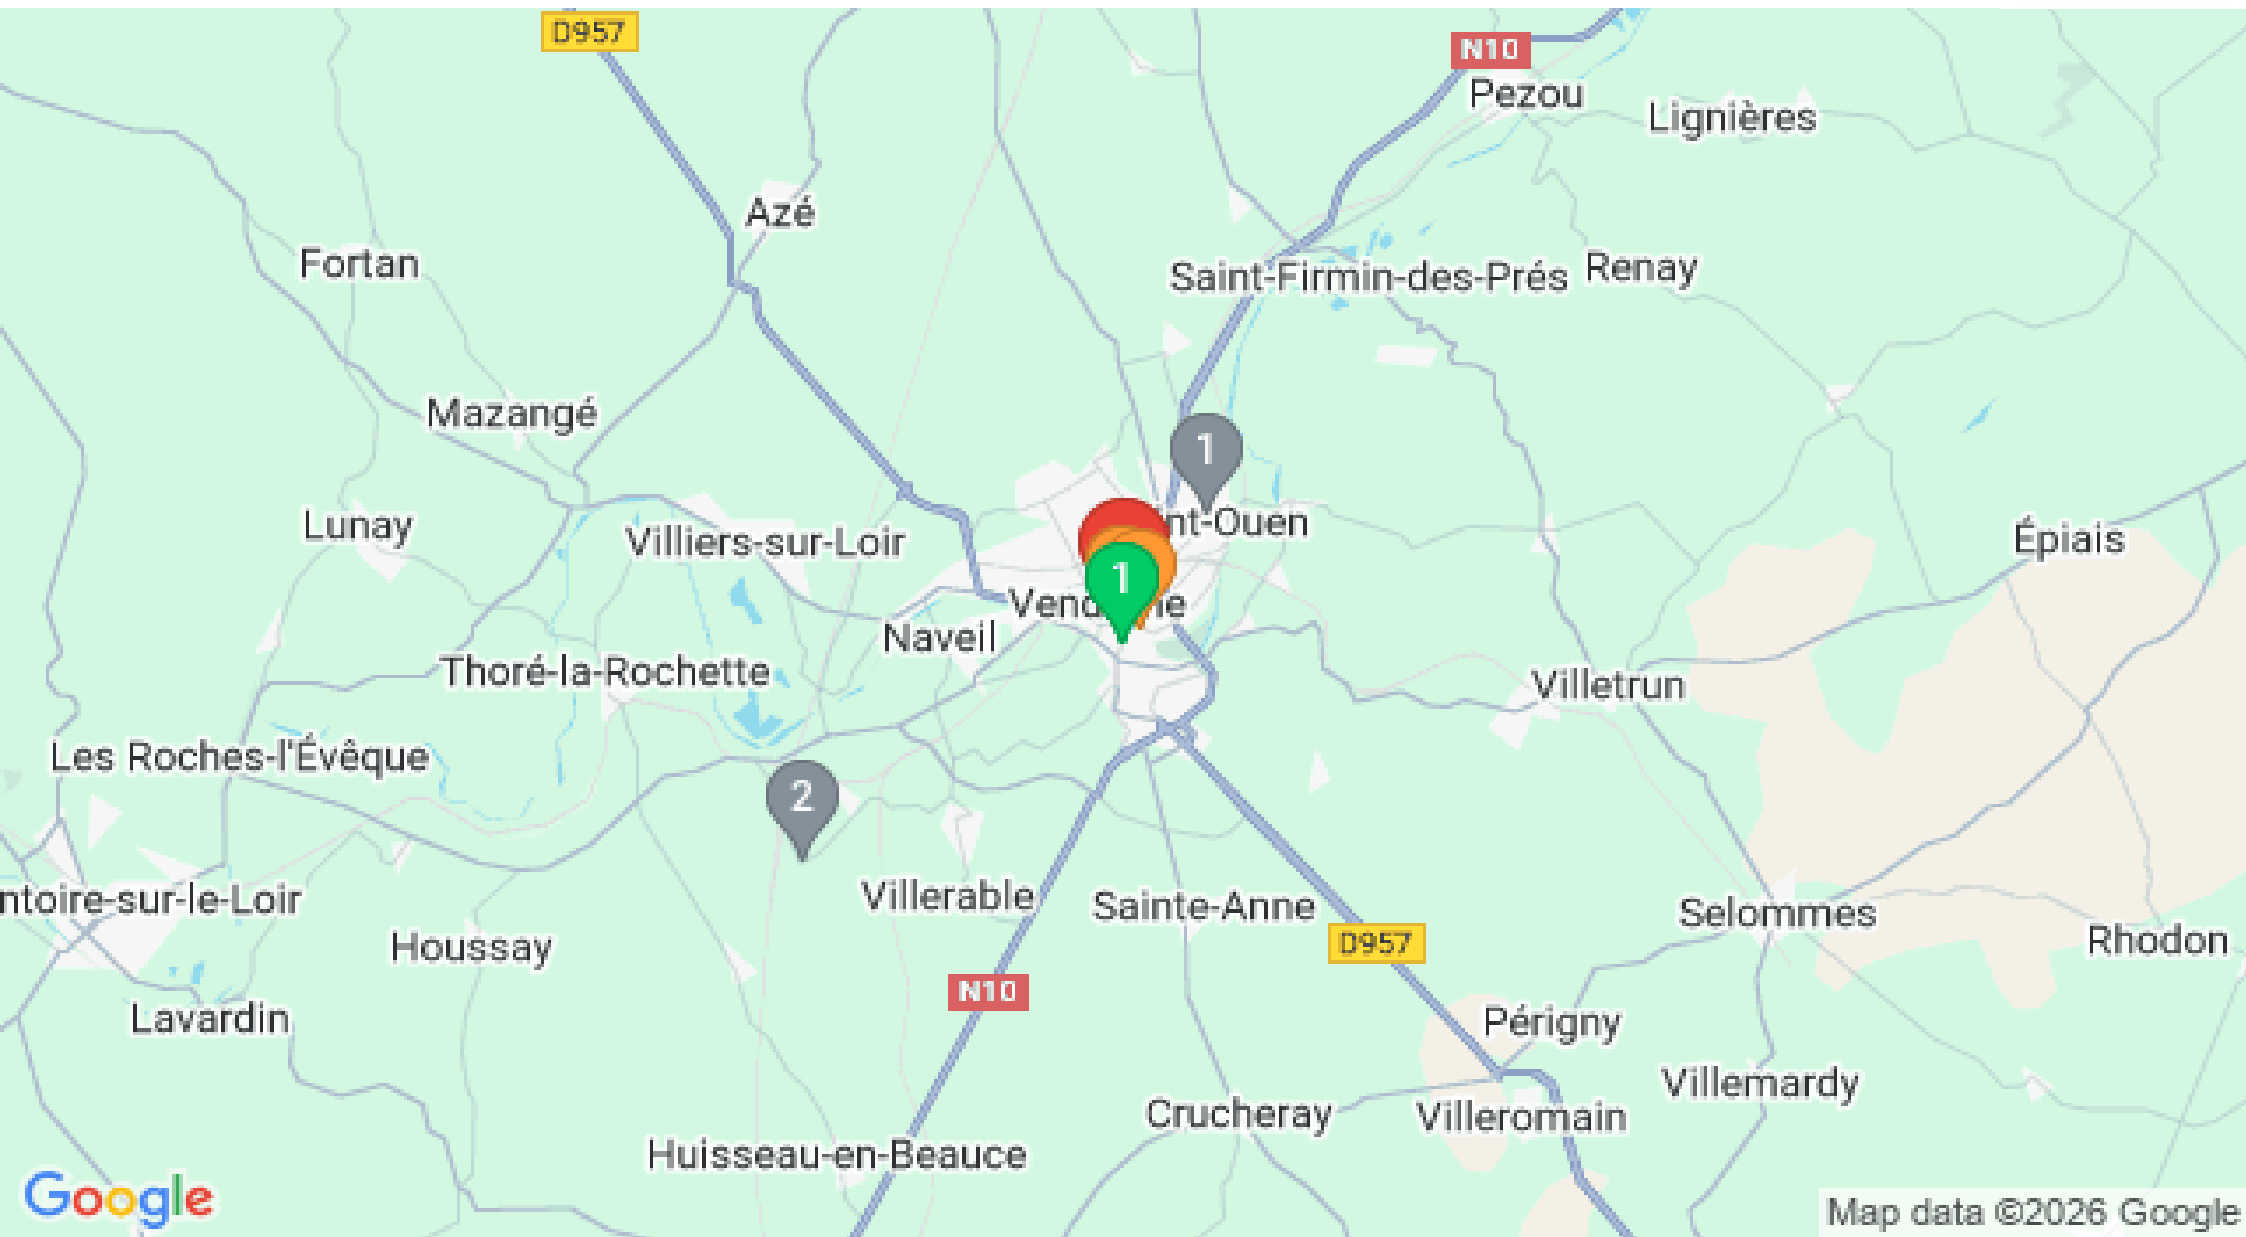 D957
N10
Pezou
Lignières
Azé
Fortan
Saint-Firmin-des-Prés
Renay
Mazangé
1
Lunay
Villiers-sur-Loir
nt-Ouen
Épiais
1
Naveil
Thoré-la-Rochette
Villetrun
Les Roches-l'Évêque
2
ntoire-sur-le-Loir
Villerable
Sainte-Anne
Selommes
D957
Rhodon
Houssay
N10
Lavardin
Périgny
Villemardy
Crucheray
Villeromain
Huisseau-en-Beauce
Google
Map data ©2026 Google